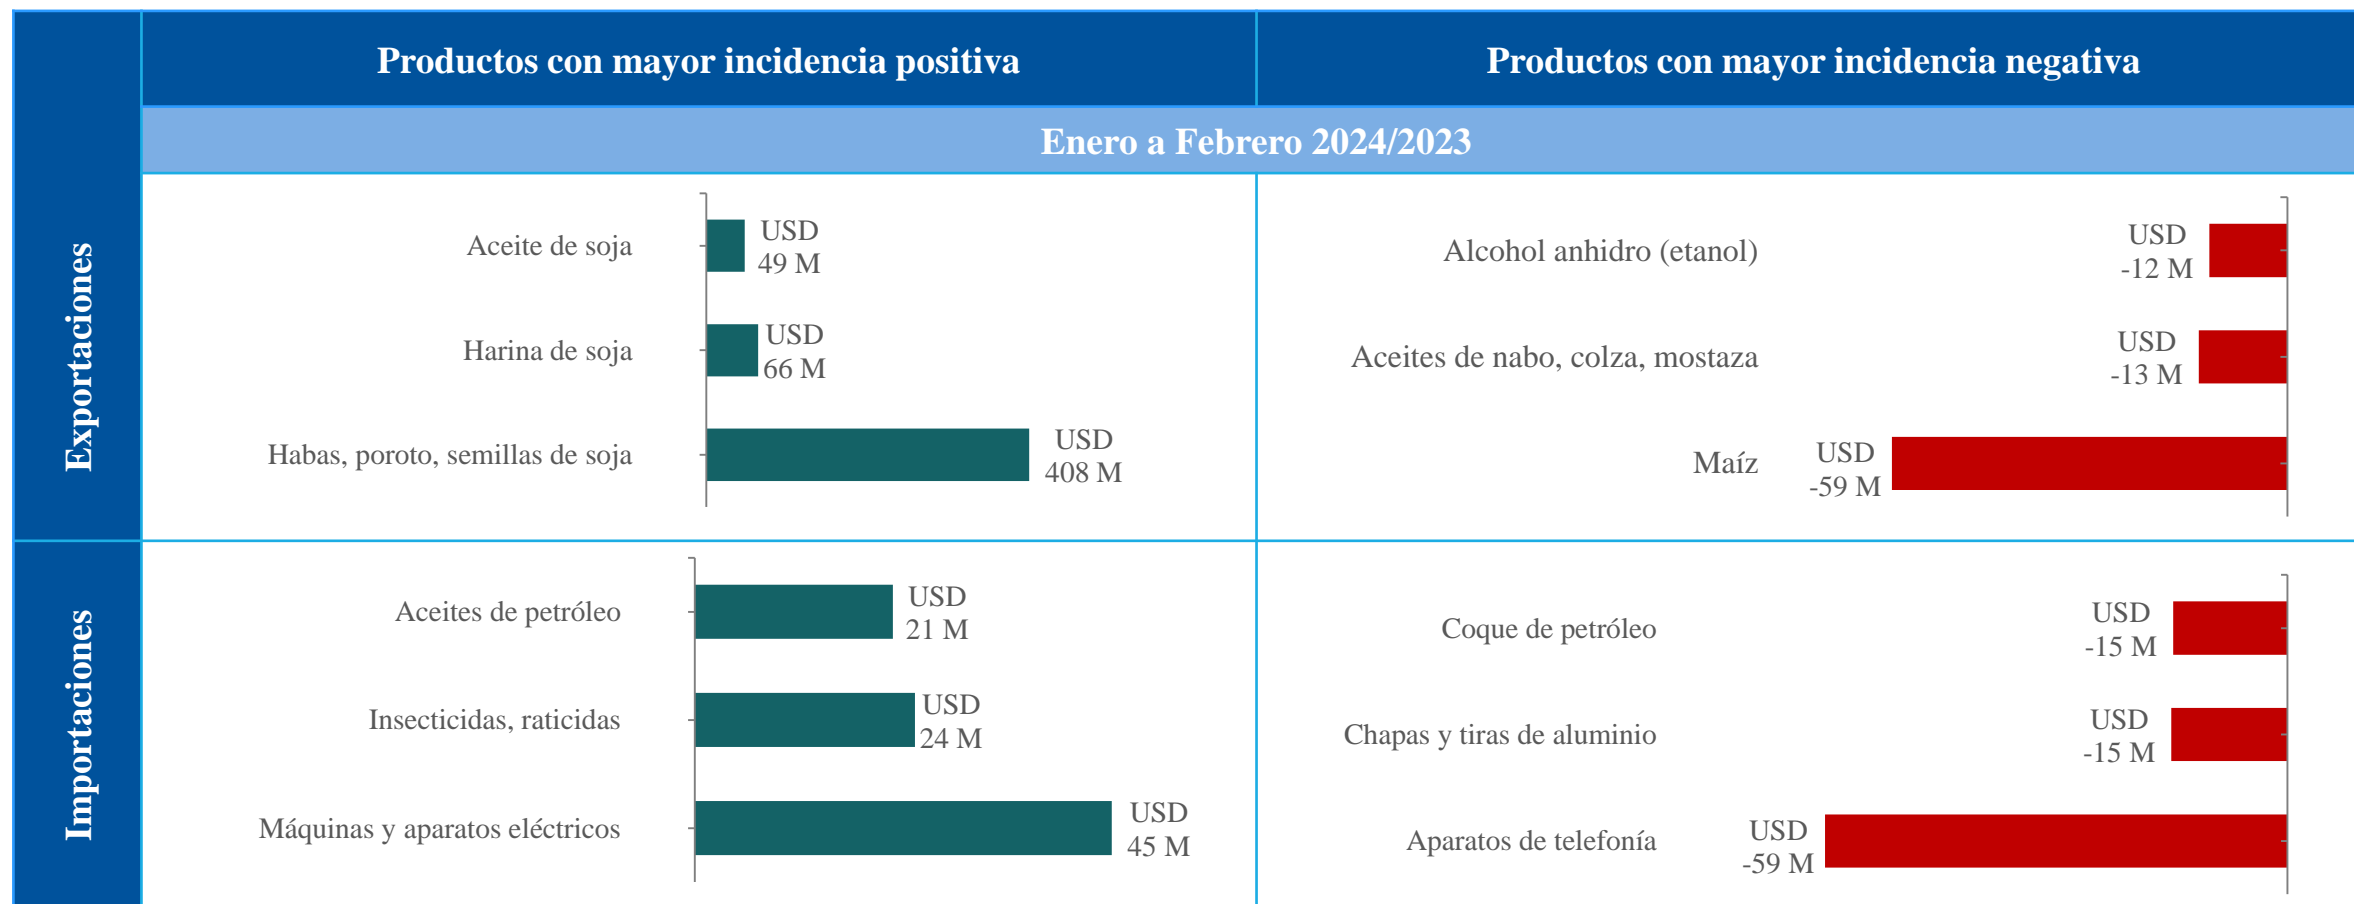 Productos con mayor incidencia positiva
Productos con mayor incidencia negativa
Enero a Febrero 2024/2023
Exportaciones
Aceite de soja
USD
49 M
Harina de soja
USD
66 M
Habas, poroto, semillas de soja
USD
408 M
Alcohol anhidro (etanol)
USD
-12 M
Aceites de nabo, colza, mostaza
USD
-13 M
Maíz
USD
-59 M
Importaciones
Aceites de petróleo
USD
21 M
Insecticidas, raticidas
USD
24 M
Máquinas y aparatos eléctricos
USD
45 M
Coque de petróleo
USD
-15 M
Chapas y tiras de aluminio
USD
-15 M
Aparatos de telefonía
USD
-59 M